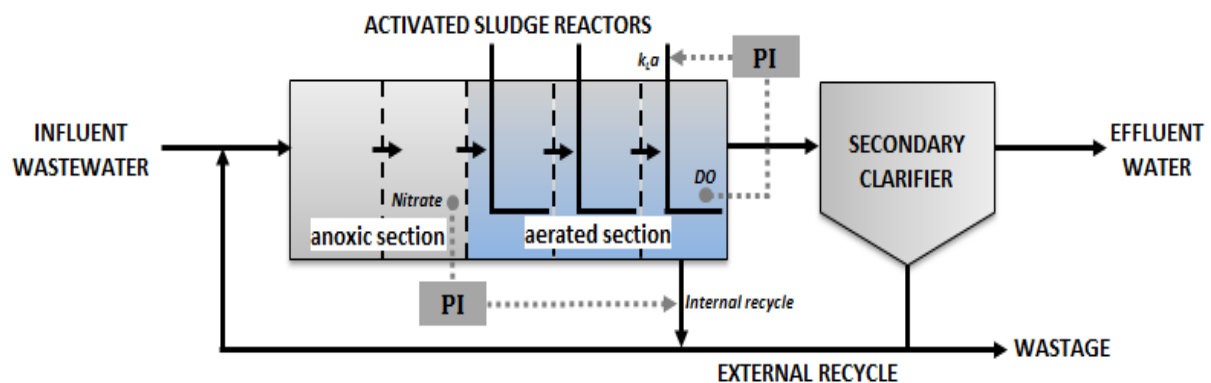 ACTIVATED SLUDGE REACTORS
kLa
PI
INFLUENT
WASTEWATER
SECONDARY
CLARIFIER
EFFLUENT
WATER
Nitrate
DO
anoxic section
aerated section
PI
Internal recycle
WASTAGE
EXTERNAL RECYCLE